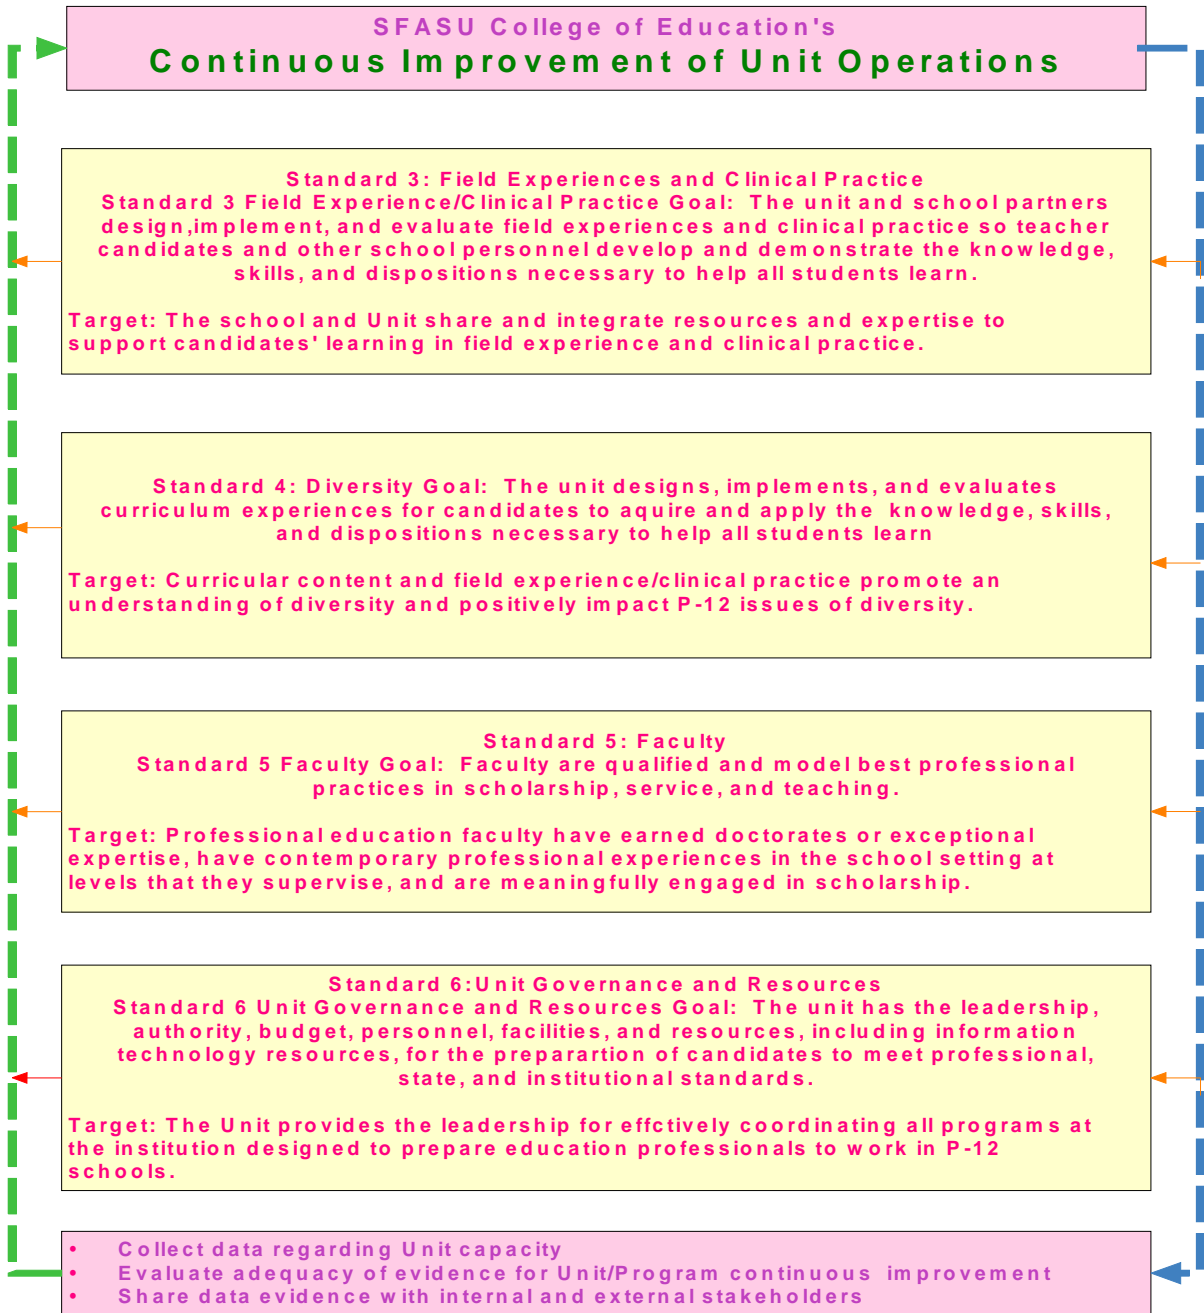 SFASU College of Education's
Continuous Improvement of Unit Operations
Standard 3: Field Experiences and Clinical Practice
Standard 3 Field Experience/Clinical Practice Goal: The unit and school partners
design,implement, and evaluate field experiences and clinical practice so teacher
candidates and other school personnel develop and demonstrate the knowledge,
skills, and dispositions necessary to help all students learn.
Target: The school and Unit share and integrate resources and expertise to
support candidates' learning in field experience and clinical practice.
Standard 4: Diversity Goal: The unit designs, implements, and evaluates
curriculum experiences for candidates to aquire and apply the knowledge, skills,
and dispositions necessary to help all students learn
Target: Curricular content and field experience/clinical practice promote an
understanding of diversity and positively impact P-12 issues of diversity.
Standard 5: Faculty
Standard 5 Faculty Goal: Faculty are qualified and model best professional
practices in scholarship, service, and teaching.
Target: Professional education faculty have earned doctorates or exceptional
expertise, have contemporary professional experiences in the school setting at
levels that they supervise, and are meaningfully engaged in scholarship.
Standard 6:Unit Governance and Resources
Standard 6 Unit Governance and Resources Goal: The unit has the leadership,
authority, budget, personnel, facilities, and resources, including information
technology resources, for the preparartion of candidates to meet professional,
state, and institutional standards.
Target: The Unit provides the leadership for effctively coordinating all programs at
the institution designed to prepare education professionals to work in P-12
schools.
• Collect data regarding Unit capacity
• Evaluate adequacy of evidence for Unit/Program continuous improvement
• Share data evidence with internal and external stakeholders